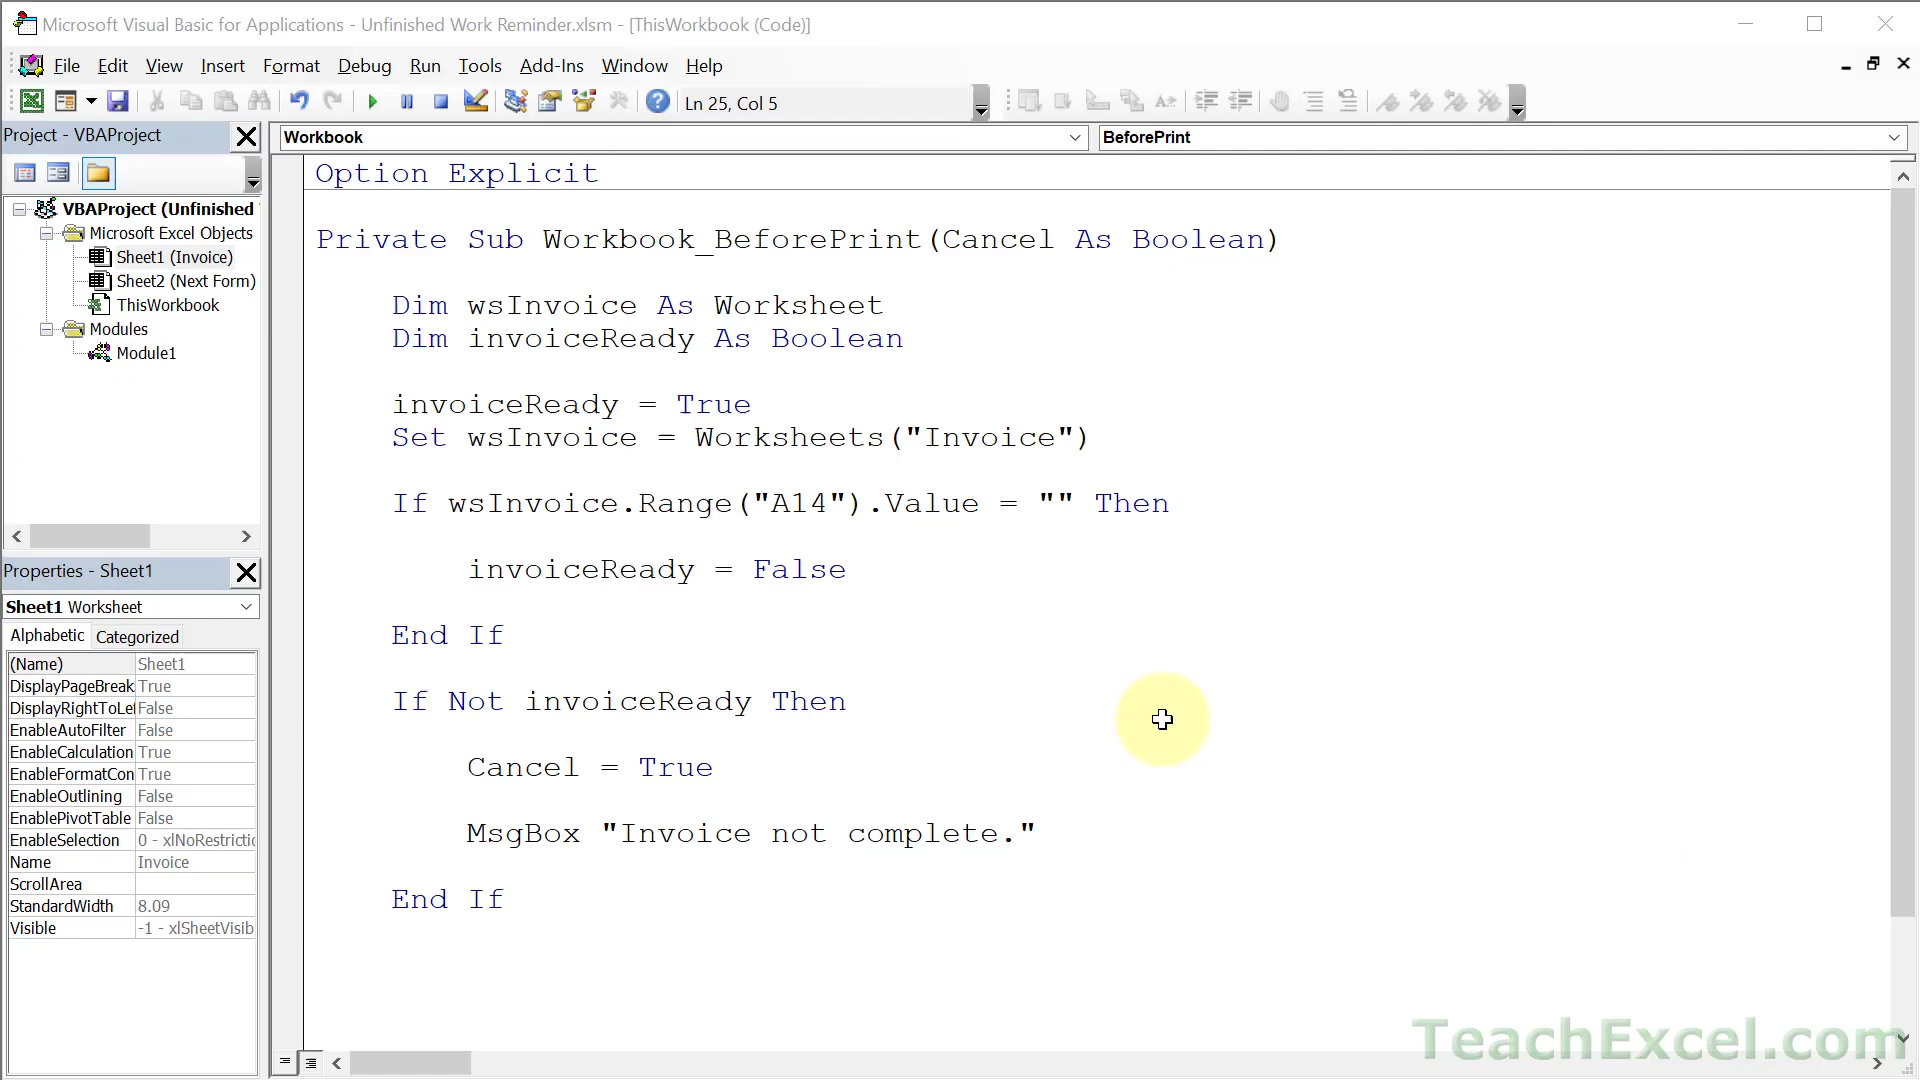 Microsoft Visual Basic for Applications - Unfinished Work Reminder.xlsm - [ThisWorkbook (Code)]
File Edit View Insert Format Debug Run Tools Add-Ins Window Help
Ln 25, Col 5
Project - VBAProject
Workbook
BeforePrint
VBAProject (Unfinished
Microsoft Excel Objects
Sheet1 (Invoice)
Sheet2 (Next Form)
ThisWorkbook
Modules
Module1
Properties - Sheet1
Sheet1 Worksheet
Alphabetic Categorized
(Name) Sheet1
DisplayPageBreak True
DisplayRightToLe False
EnableAutoFilter False
EnableCalculation True
EnableFormatCon True
EnableOutlining False
EnablePivotTable False
EnableSelection 0 - xlNoRestrictio
Name Invoice
ScrollArea
StandardWidth 8.09
Visible -1 - xlSheetVisib
Option Explicit
Private Sub Workbook_BeforePrint(Cancel As Boolean)
Dim wsInvoice As Worksheet
Dim invoiceReady As Boolean
invoiceReady = True
Set wsInvoice = Worksheets("Invoice")
If wsInvoice.Range("A14").Value = "" Then
invoiceReady = False
End If
If Not invoiceReady Then
Cancel = True
MsgBox "Invoice not complete."
End If
TeachExcel.com